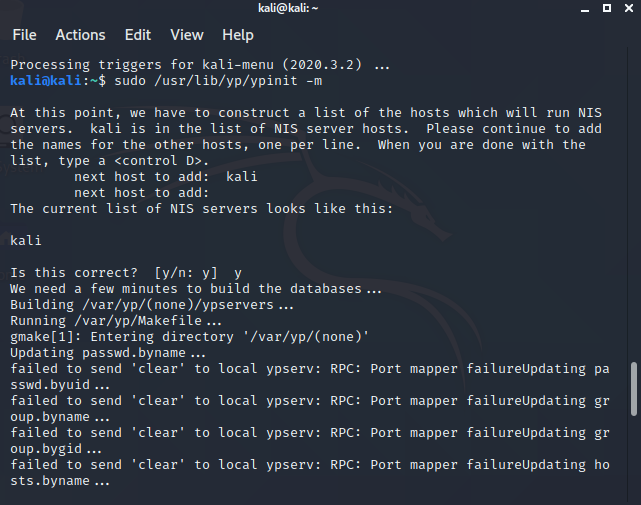 kali@kali: ~
File Actions Edit View Help
Processing triggers for kali-menu (2020.3.2) ...
kali@kali:~$ sudo /usr/lib/yp/ypinit -m
At this point, we have to construct a list of the hosts which will run NIS
servers.  kali is in the list of NIS server hosts.  Please continue to add
the names for the other hosts, one per line.  When you are done with the
list, type a <control D>.
        next host to add:  kali
        next host to add:
The current list of NIS servers looks like this:
kali
Is this correct?  [y/n: y]  y
We need a few minutes to build the databases...
Building /var/yp/(none)/ypservers...
Running /var/yp/Makefile...
gmake[1]: Entering directory '/var/yp/(none)'
Updating passwd.byname...
failed to send 'clear' to local ypserv: RPC: Port mapper failureUpdating pa
sswd.byuid...
failed to send 'clear' to local ypserv: RPC: Port mapper failureUpdating gr
oup.byname...
failed to send 'clear' to local ypserv: RPC: Port mapper failureUpdating gr
oup.bygid...
failed to send 'clear' to local ypserv: RPC: Port mapper failureUpdating ho
sts.byname...